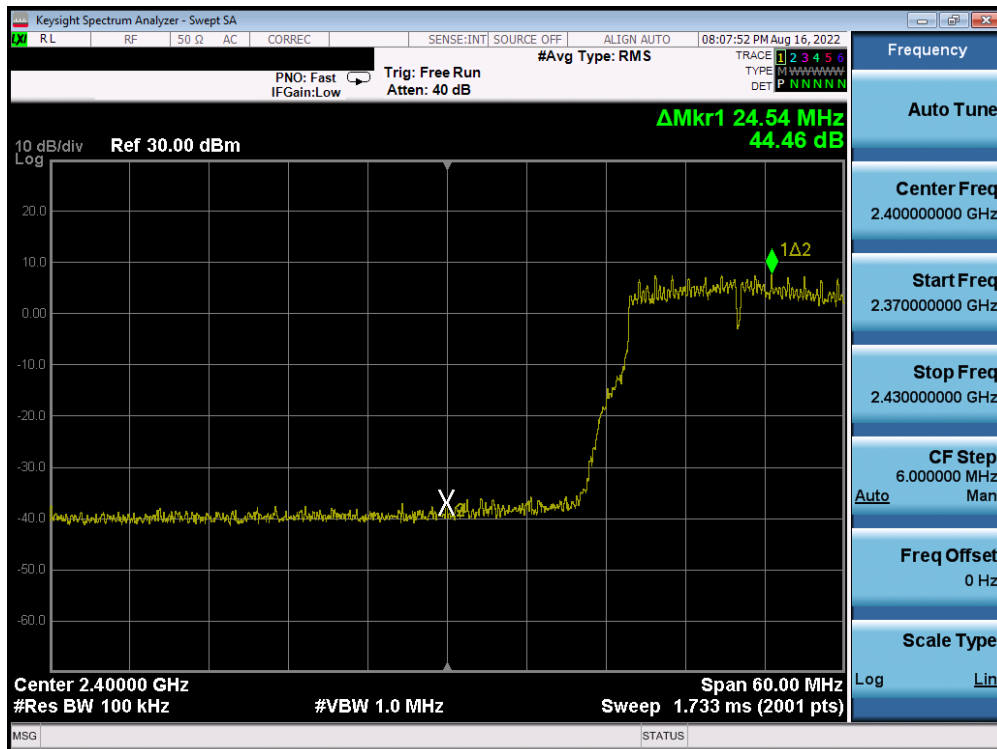 Keysight Spectrum Analyzer - Swept SA
LXI RL RF 50 Ω AC CORREC SENSE:INT SOURCE OFF ALIGN AUTO 08:07:52 PM Aug 16, 2022
#Avg Type: RMS TRACE 1 2 3 4 5 6
PNO: Fast Trig: Free Run TYPE M WWWWW
IFGain:Low Atten: 40 dB DET P N N N N N
ΔMkr1 24.54 MHz
44.46 dB
10 dB/div Ref 30.00 dBm
Log
20.0
10.0
0.00
-10.0
-20.0
-30.0
-40.0
-50.0
-60.0
1Δ2
X2
Center 2.40000 GHz Span 60.00 MHz
#Res BW 100 kHz #VBW 1.0 MHz Sweep 1.733 ms (2001 pts)
MSG STATUS
Frequency
Auto Tune
Center Freq
2.400000000 GHz
Start Freq
2.370000000 GHz
Stop Freq
2.430000000 GHz
CF Step
6.000000 MHz
Auto Man
Freq Offset
0 Hz
Scale Type
Log Lin